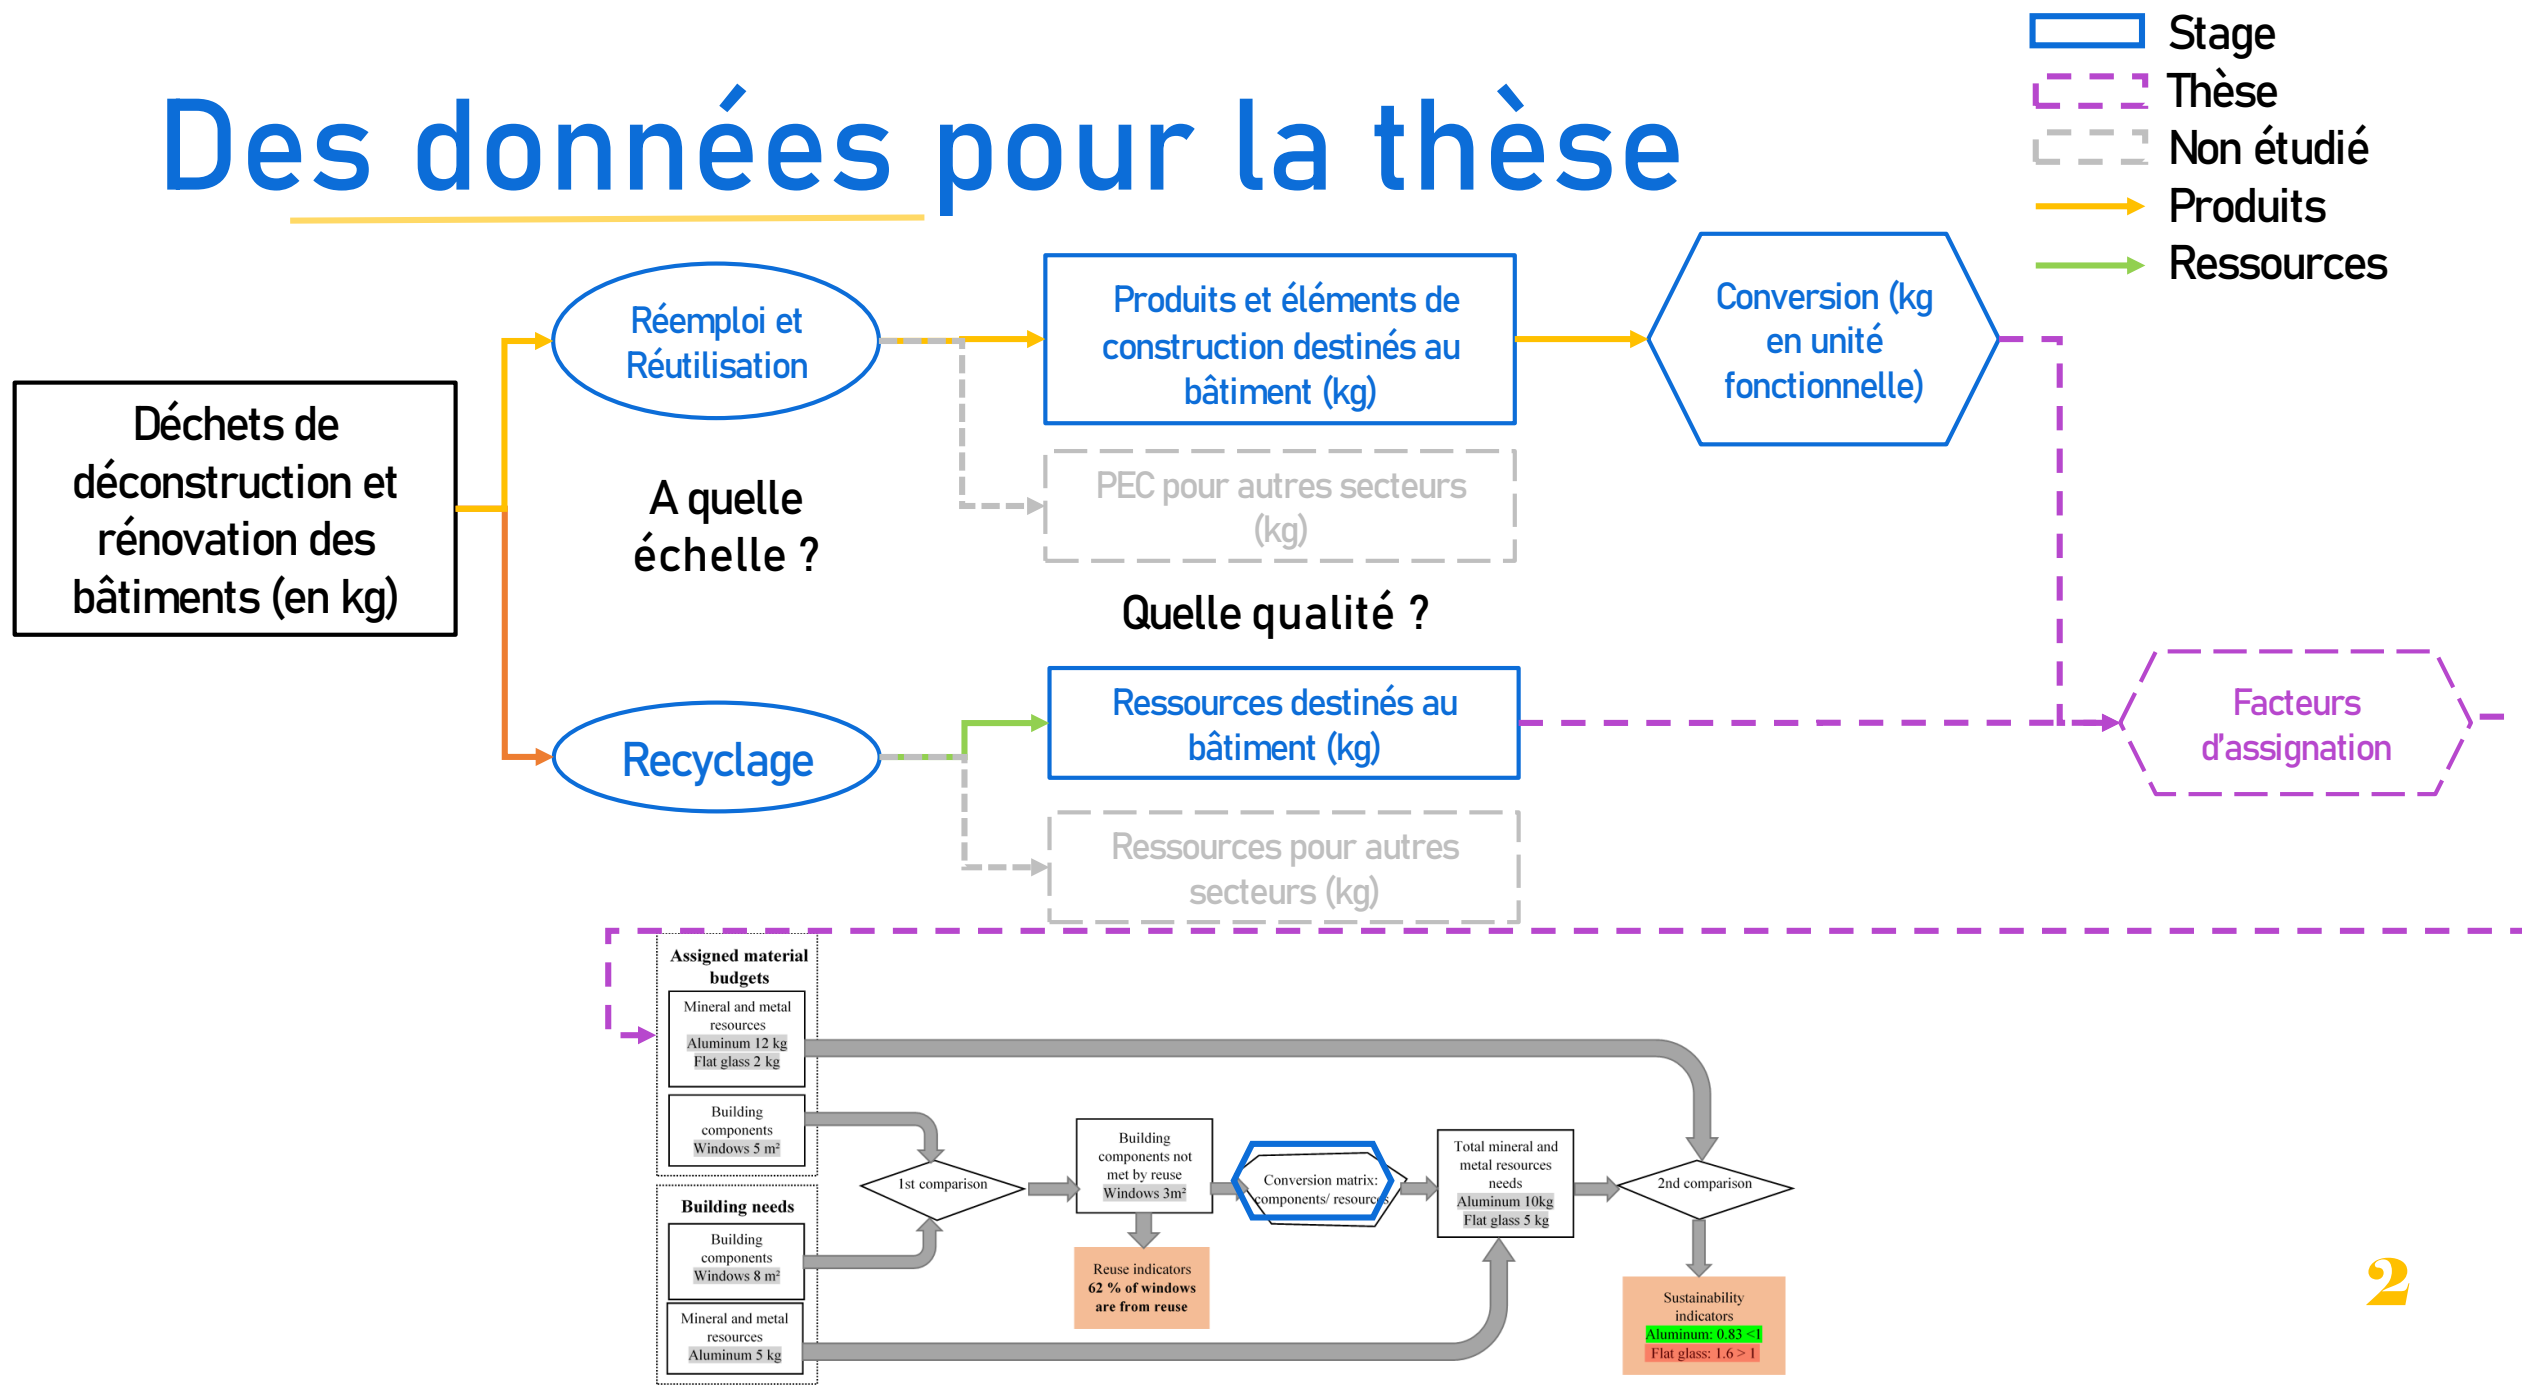 Stage
Thèse
Non étudié
Produits
Ressources
Des données pour la thèse
Déchets de
déconstruction et
rénovation des
bâtiments (en kg)
Réemploi et
Réutilisation
Produits et éléments de
construction destinés au
bâtiment (kg)
Conversion (kg
en unité
fonctionnelle)
A quelle
échelle ?
PEC pour autres secteurs
(kg)
Quelle qualité ?
Recyclage
Ressources destinés au
bâtiment (kg)
Facteurs
d'assignation
Ressources pour autres
secteurs (kg)
Assigned material
budgets
Mineral and metal
resources
Aluminum 12 kg
Flat glass 2 kg
Building
components
Windows 5 m²
Building needs
Building
components
Windows 8 m²
Mineral and metal
resources
Aluminum 5 kg
1st comparison
Building
components not
met by reuse
Windows 3m²
Reuse indicators
62 % of windows
are from reuse
Conversion matrix:
components/ resources
Total mineral and
metal resources
needs
Aluminum 10kg
Flat glass 5 kg
2nd comparison
Sustainability
indicators
Aluminum: 0.83 <1
Flat glass: 1.6 > 1
2